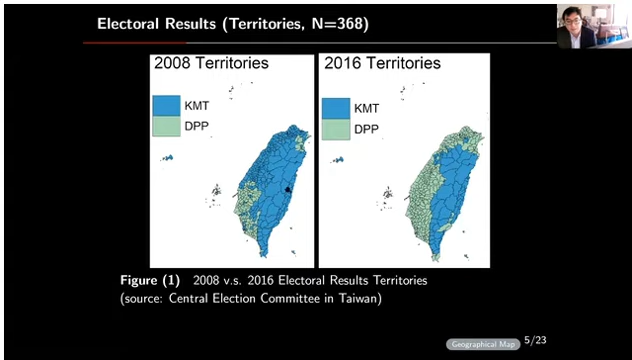 Electoral Results (Territories, N=368)
2008 Territories
KMT
DPP
2016 Territories
KMT
DPP
Figure (1) 2008 v.s. 2016 Electoral Results Territories
(source: Central Election Committee in Taiwan)
Geographical Map
5/23